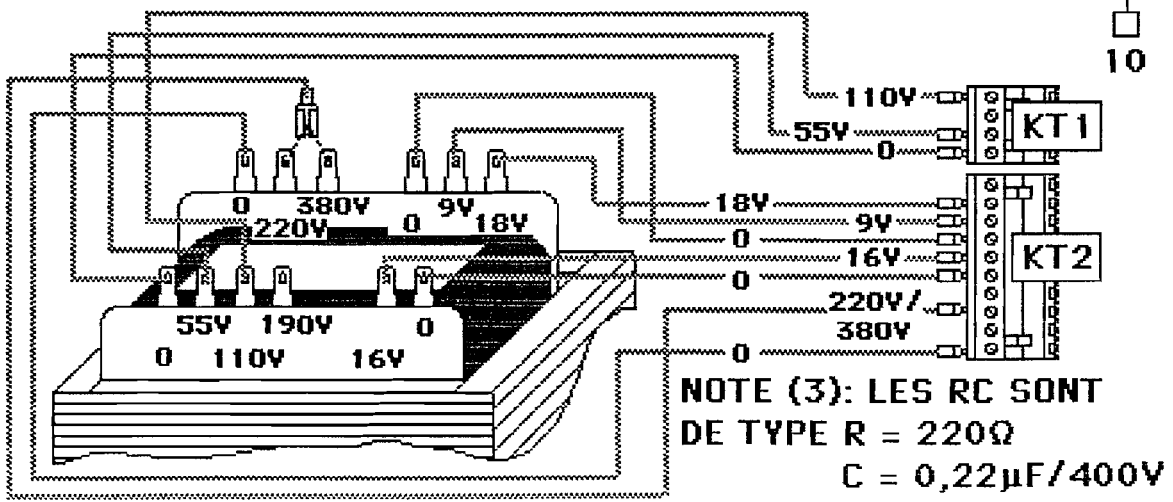 10
110V
55V
0
KT1
18V
9V
0
16V
0
220V/
380V
0
KT2
0 380V 9V
220V 0 18V
55V 190V 0
0 110V 16V
NOTE (3): LES RC SONT
DE TYPE R = 220Ω
C = 0,22µF/400V